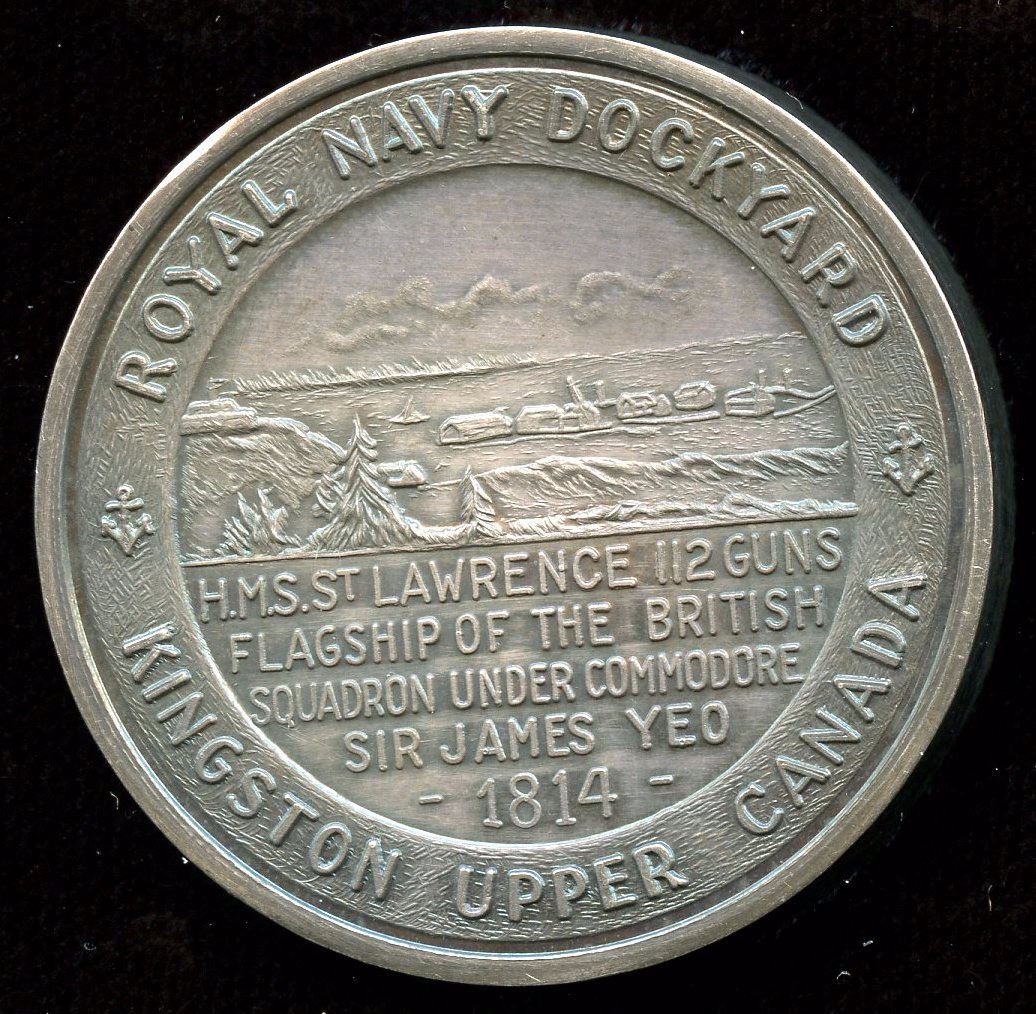 ROYAL NAVY DOCKYARD
H.M.S. ST LAWRENCE 112 GUNS
FLAGSHIP OF THE BRITISH
SQUADRON UNDER COMMODORE
SIR JAMES YEO
- 1814 -
KINGSTON UPPER CANADA